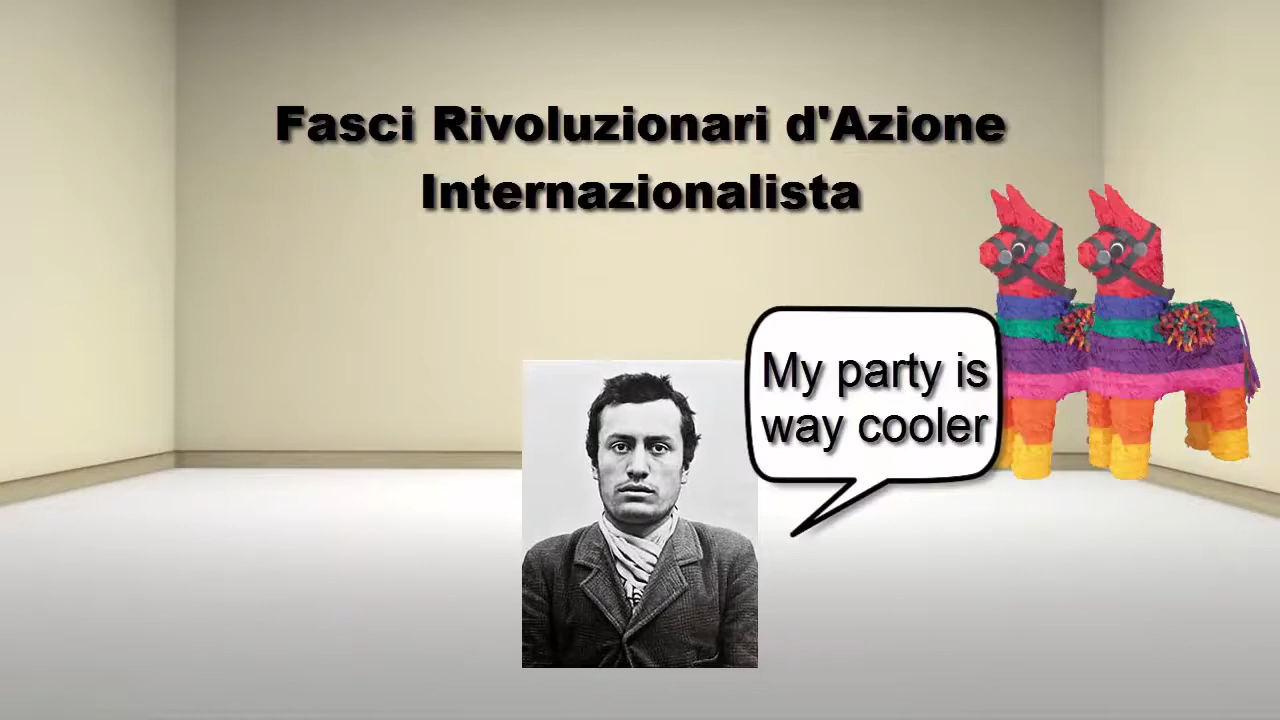 Fasci Rivoluzionari d'Azione
Internazionalista
My party is
way cooler